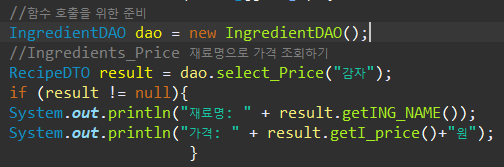 //함수 호출을 위한 준비
IngredientDAO dao = new IngredientDAO();
//Ingredients_Price 재료명으로 가격 조회하기
RecipeDTO result = dao.select_Price("감자");
if (result != null){
System.out.println("재료명: " + result.getING_NAME());
System.out.println("가격: " + result.getI_price()+"원");
}